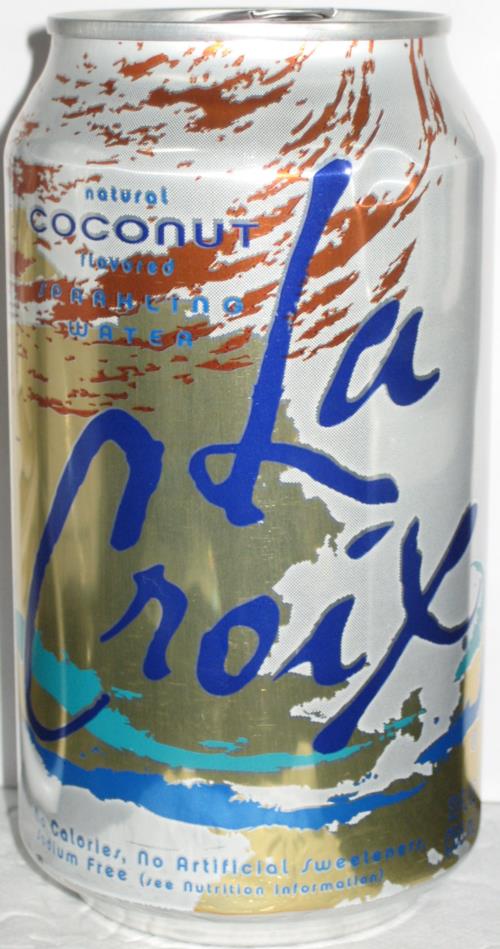 natural
COCONUT
flavored
SPARKLING
WATER
La
Croix
Calories, No Artificial Sweeteners,
Sodium Free (see Nutrition information)